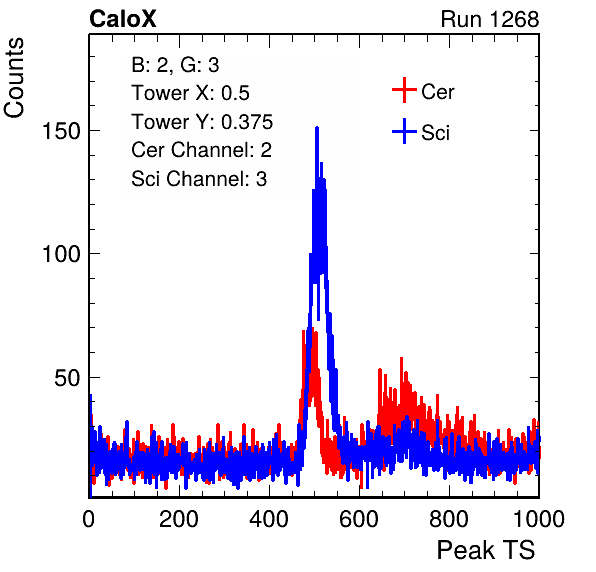 CaloX Run 1268
Counts
B: 2, G: 3
Tower X: 0.5
Tower Y: 0.375
Cer Channel: 2
Sci Channel: 3
Cer
Sci
150
100
50
0 200 400 600 800 1000
Peak TS